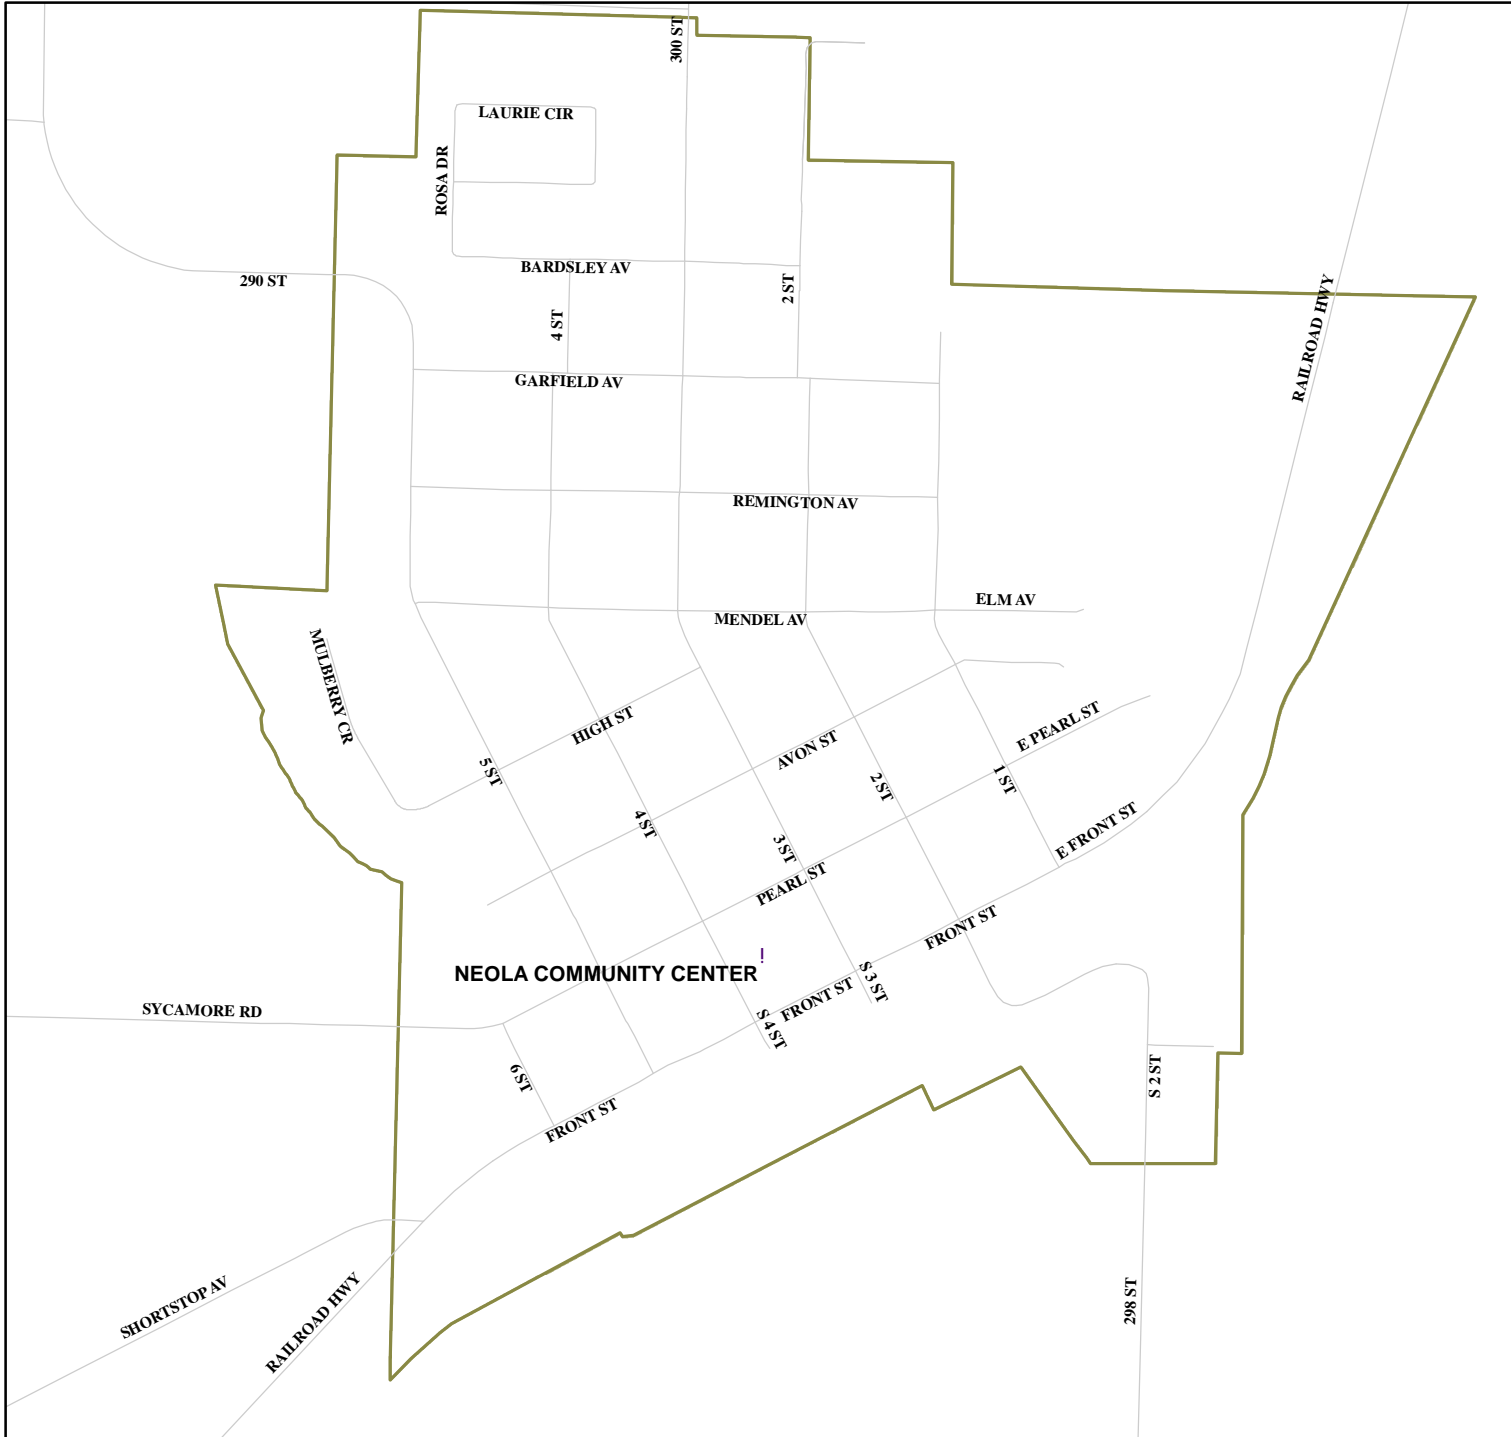 300 ST
LAURIE CIR
ROSA DR
BARDSLEY AV
290 ST
2 ST
4 ST
RAILROAD HWY
GARFIELD AV
REMINGTON AV
ELM AV
MENDEL AV
MULBERRY CR
HIGH ST
E PEARL ST
AVON ST
5 ST
2 ST
1 ST
4 ST
E FRONT ST
3 ST
PEARL ST
FRONT ST
!
NEOLA COMMUNITY CENTER
S 3 ST
FRONT ST
SYCAMORE RD
S 4 ST
6 ST
S 2 ST
FRONT ST
SHORTSTOP AV
RAILROAD HWY
298 ST